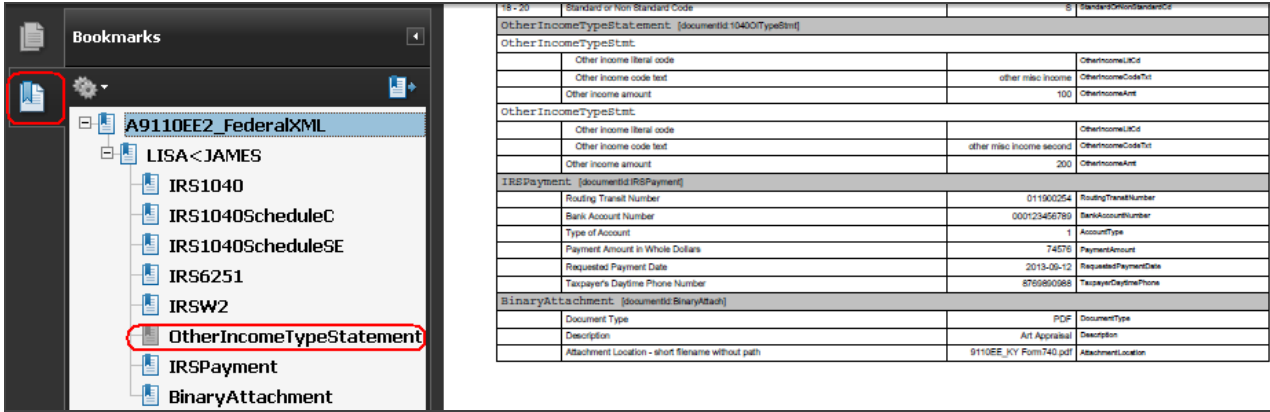 Bookmarks
A9110EE2_FederalXML
LISA<JAMES
IRS1040
IRS1040ScheduleC
IRS1040ScheduleSE
IRS6251
IRSW2
OtherIncomeTypeStatement
IRSPayment
BinaryAttachment
18 - 20 Standard or Non Standard Code S StandardOrNonStandardCd
OtherIncomeTypeStatement [documentId:1040OITypeStmt]
OtherIncomeTypeStmt
Other income literal code OtherIncomeLitCd
Other income code text other misc income OtherIncomeCodeTxt
Other income amount 100 OtherIncomeAmt
OtherIncomeTypeStmt
Other income literal code OtherIncomeLitCd
Other income code text other misc income second OtherIncomeCodeTxt
Other income amount 200 OtherIncomeAmt
IRSPayment [documentId:IRSPayment]
Routing Transit Number 011900254 RoutingTransitNumber
Bank Account Number 000123456789 BankAccountNumber
Type of Account 1 AccountType
Payment Amount in Whole Dollars 74576 PaymentAmount
Requested Payment Date 2013-09-12 RequestedPaymentDate
Taxpayer's Daytime Phone Number 8769890988 TaxpayerDaytimePhone
BinaryAttachment [documentId:BinaryAttach]
Document Type PDF DocumentType
Description Art Appraisal Description
Attachment Location - short filename without path 9110EE_KY Form740.pdf AttachmentLocation